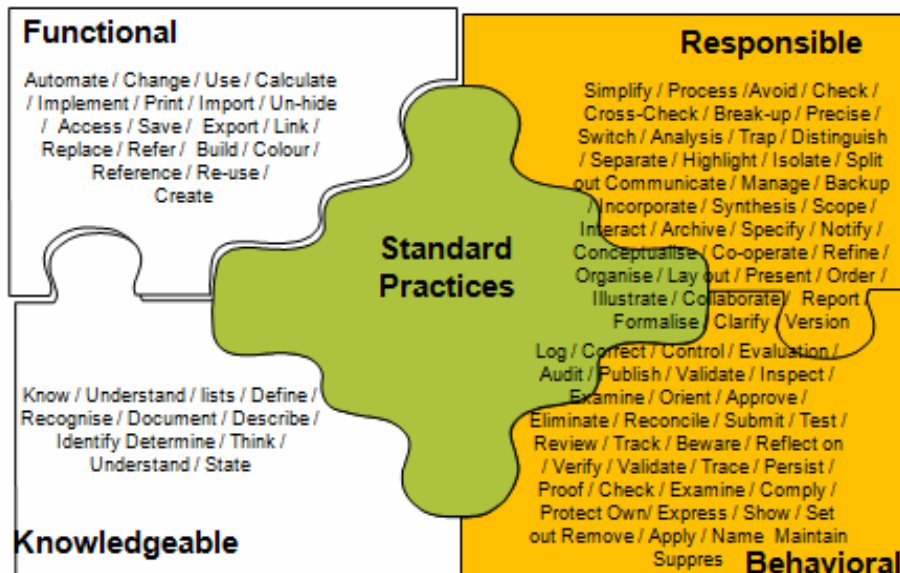 Functional
Automate / Change / Use / Calculate
/ Implement / Print / Import / Un-hide
/ Access / Save / Export / Link /
Replace / Refer / Build / Colour /
Reference / Re-use /
Create
Responsible
Simplify / Process /Avoid / Check /
Cross-Check / Break-up / Precise /
Switch / Analysis / Trap / Distinguish
/ Separate / Highlight / Isolate / Split
out Communicate / Manage / Backup
/ Incorporate / Synthesis / Scope /
Interact / Archive / Specify / Notify /
Conceptualise / Co-operate / Refine /
Organise / Lay out / Present / Order /
Illustrate / Collaborate / Report /
Formalise / Clarify / Version
Standard
Practices
Know / Understand / lists / Define /
Recognise / Document / Describe /
Identify Determine / Think /
Understand / State
Knowledgeable
Log / Correct / Control / Evaluation /
Audit / Publish / Validate / Inspect /
Examine / Orient / Approve /
Eliminate / Reconcile / Submit / Test /
Review / Track / Beware / Reflect on
/ Verify / Validate / Trace / Persist /
Proof / Check / Examine / Comply /
Protect Own/ Express / Show / Set
out Remove / Apply / Name Maintain
Suppres
Behavioral